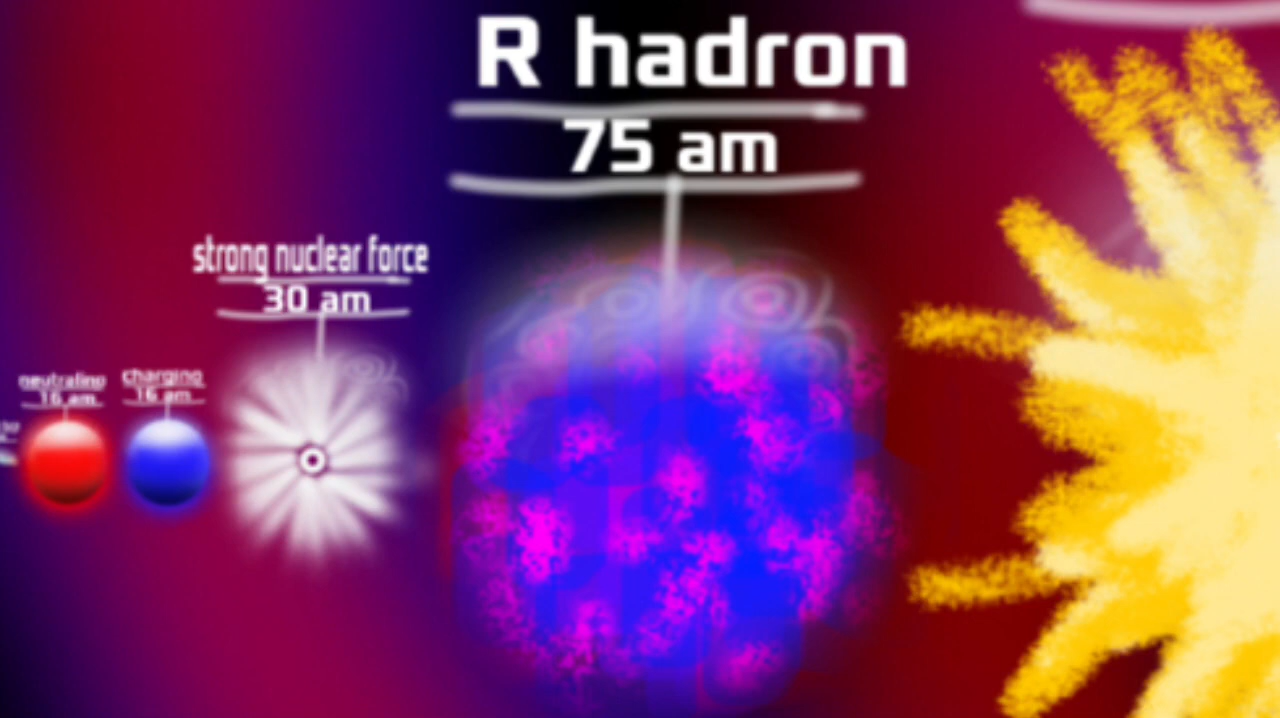 R hadron
75 am
strong nuclear force
30 am
neutralino
16 am
chargino
16 am